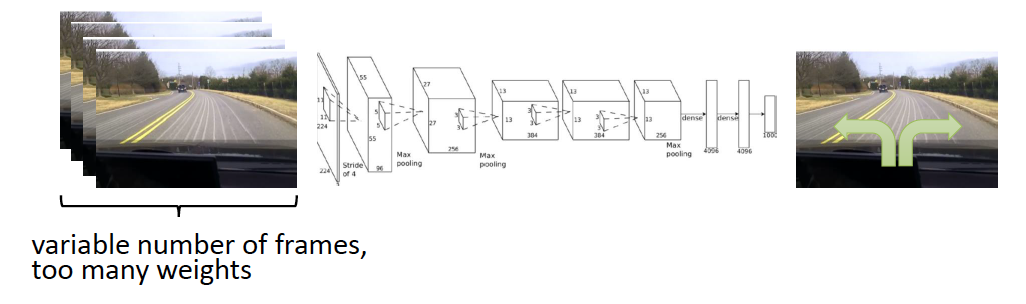 55
27
13
13
13
11
11
5
5
3
3
3
3
3
3
224
55
27
13
13
13
dense
dense
384
384
256
1000
256
4096
4096
Max
pooling
Max
pooling
Max
pooling
Stride
of 4
96
224
variable number of frames,
too many weights